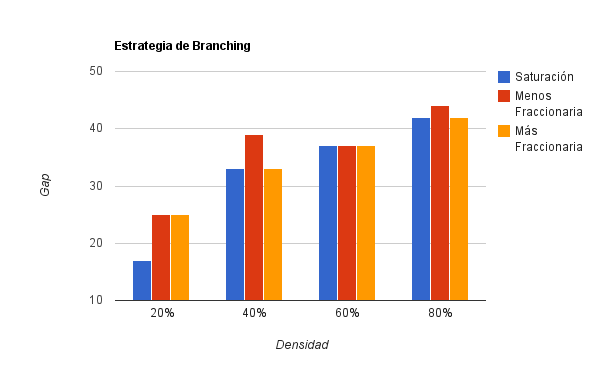 Estrategia de Branching
50
40
30
20
10
Gap
20%
40%
60%
80%
Densidad
Saturación
Menos
Fraccionaria
Más
Fraccionaria